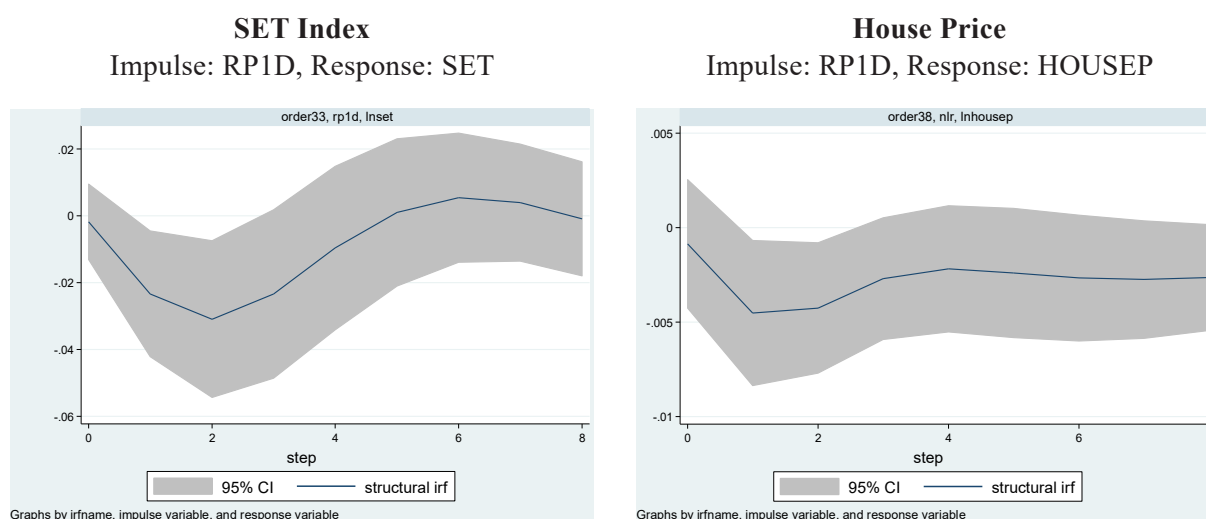 SET Index
Impulse: RP1D, Response: SET
order33, rp1d, lnset
.02
0
-.02
-.04
-.06
0 2 4 6 8
step
95% CI structural irf
Graphs by irfname, impulse variable, and response variable
House Price
Impulse: RP1D, Response: HOUSEP
order38, nlr, lnhousep
.005
0
-.005
-.01
0 2 4 6
step
95% CI structural irf
Graphs by irfname, impulse variable, and response variable